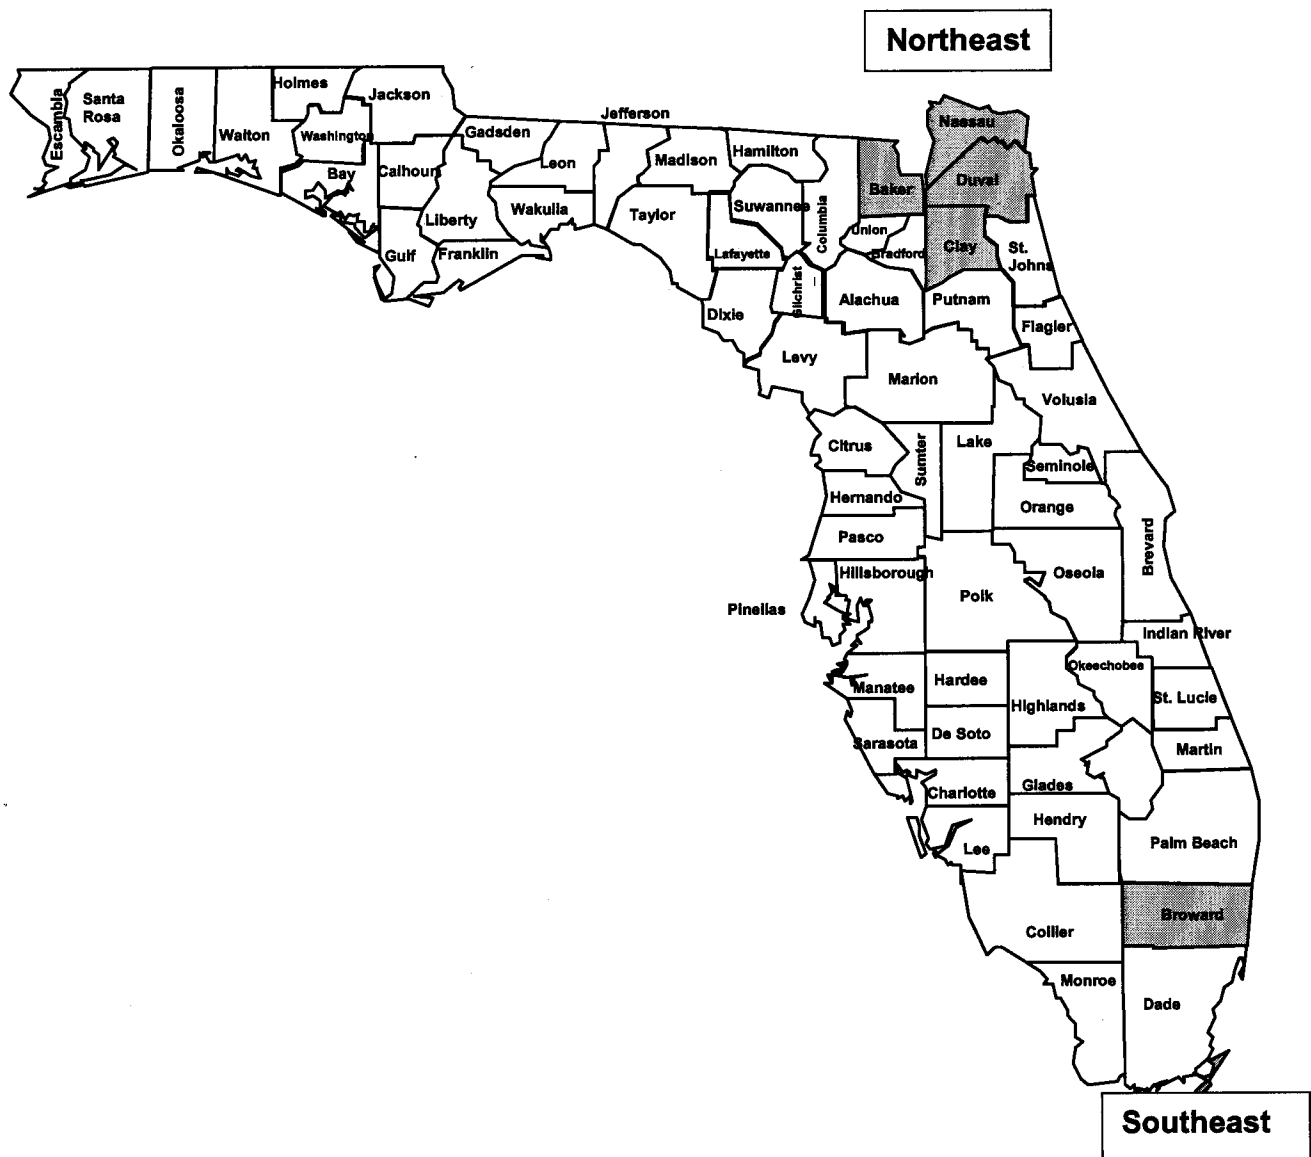 Northeast
Escambia
Santa
Rosa
Okaloosa
Walton
Holmes
Washington
Jackson
Bay
Calhoun
Gulf
Liberty
Gadsden
Franklin
Leon
Wakulla
Jefferson
Madison
Taylor
Hamilton
Suwannee
Lafayette
Dixie
Columbia
Gilchrist
Baker
Union
Bradford
Nassau
Duval
Clay
St.
Johns
Alachua
Putnam
Flagler
Levy
Marion
Volusia
Citrus
Sumter
Lake
Seminole
Hernando
Orange
Pasco
Brevard
Hillsborough
Pinellas
Polk
Oseola
Indian River
Okeechobee
Manatee
Hardee
Highlands
St. Lucie
Sarasota
De Soto
Martin
Charlotte
Glades
Hendry
Lee
Palm Beach
Broward
Collier
Monroe
Dade
Southeast